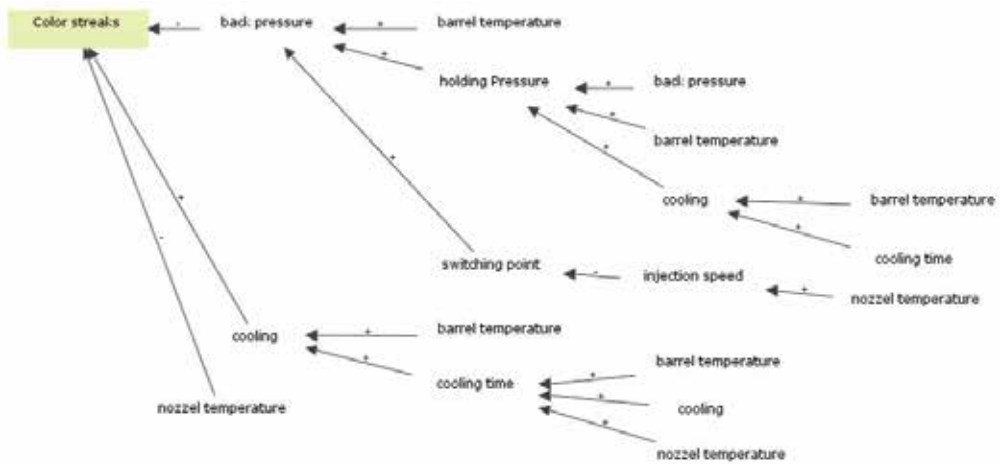 Color streaks
back pressure
barrel temperature
holding Pressure
back pressure
barrel temperature
cooling
barrel temperature
cooling time
switching point
injection speed
nozzel temperature
cooling
barrel temperature
cooling time
barrel temperature
cooling
nozzel temperature
nozzel temperature